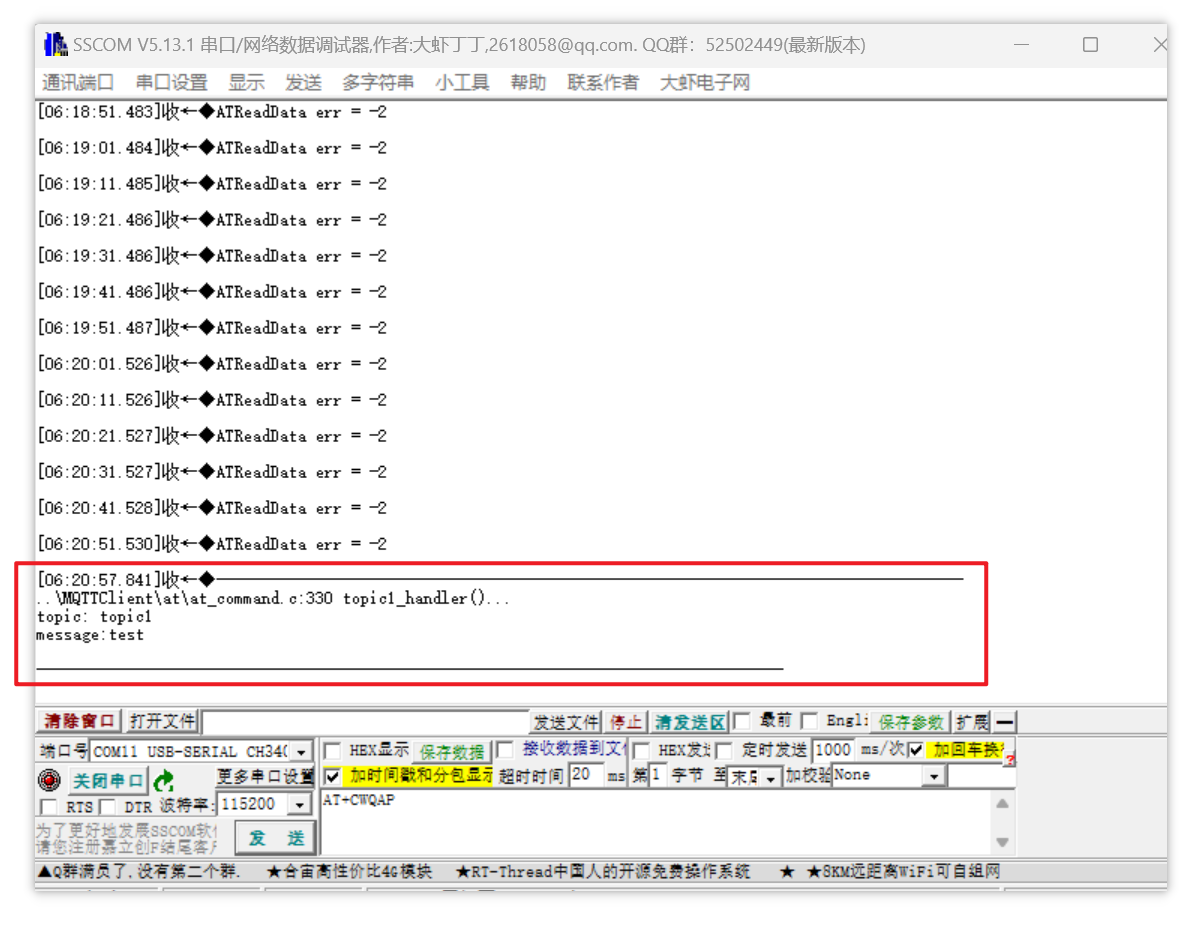 SSCOM V5.13.1 串口/网络数据调试器,作者:大虾丁丁,2618058@qq.com. QQ群：52502449(最新版本)
通讯端口 串口设置 显示 发送 多字符串 小工具 帮助 联系作者 大虾电子网
[06:18:51.483]收←◆ATReadData err = -2
[06:19:01.484]收←◆ATReadData err = -2
[06:19:11.485]收←◆ATReadData err = -2
[06:19:21.486]收←◆ATReadData err = -2
[06:19:31.486]收←◆ATReadData err = -2
[06:19:41.486]收←◆ATReadData err = -2
[06:19:51.487]收←◆ATReadData err = -2
[06:20:01.526]收←◆ATReadData err = -2
[06:20:11.526]收←◆ATReadData err = -2
[06:20:21.527]收←◆ATReadData err = -2
[06:20:31.527]收←◆ATReadData err = -2
[06:20:41.528]收←◆ATReadData err = -2
[06:20:51.530]收←◆ATReadData err = -2
[06:20:57.841]收←◆
..\MQTTClient\at\at_command.c:330 topic1_handler()...
topic: topic1
message:test
清除窗口 打开文件 发送文件 停止 清发送区 最前 Engli 保存参数 扩展 —
端口号 COM11 USB-SERIAL CH34( HEX显示 保存数据 接收数据到文 HEX发 定时发送 1000 ms/次 加回车换 ?
关闭串口 更多串口设置 加时间戳和分包显示 超时时间 20 ms 第 1 字节 至 末 加校验 None
RTS DTR 波特率: 115200 AT+CWQAP
为了更好地发展SSCOM软
请您注册嘉立创F结尾客
发 送
▲Q群满员了,没有第二个群. ★合宙高性价比4G模块 ★RT-Thread中国人的开源免费操作系统 ★ ★8KM远距离WiFi可自组网